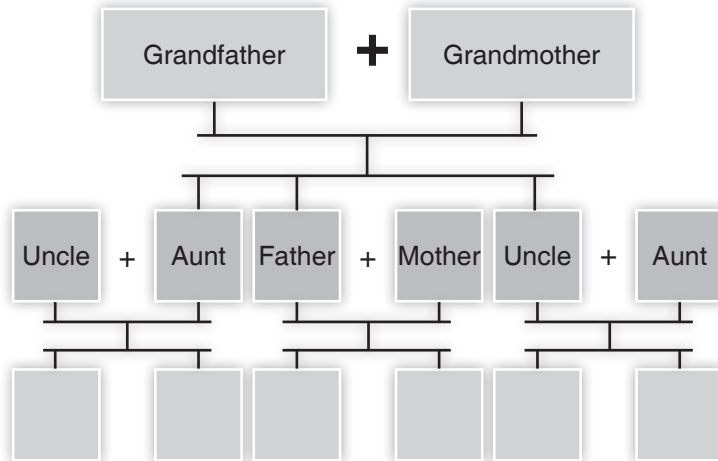 Grandfather + Grandmother
Uncle + Aunt Father + Mother Uncle + Aunt